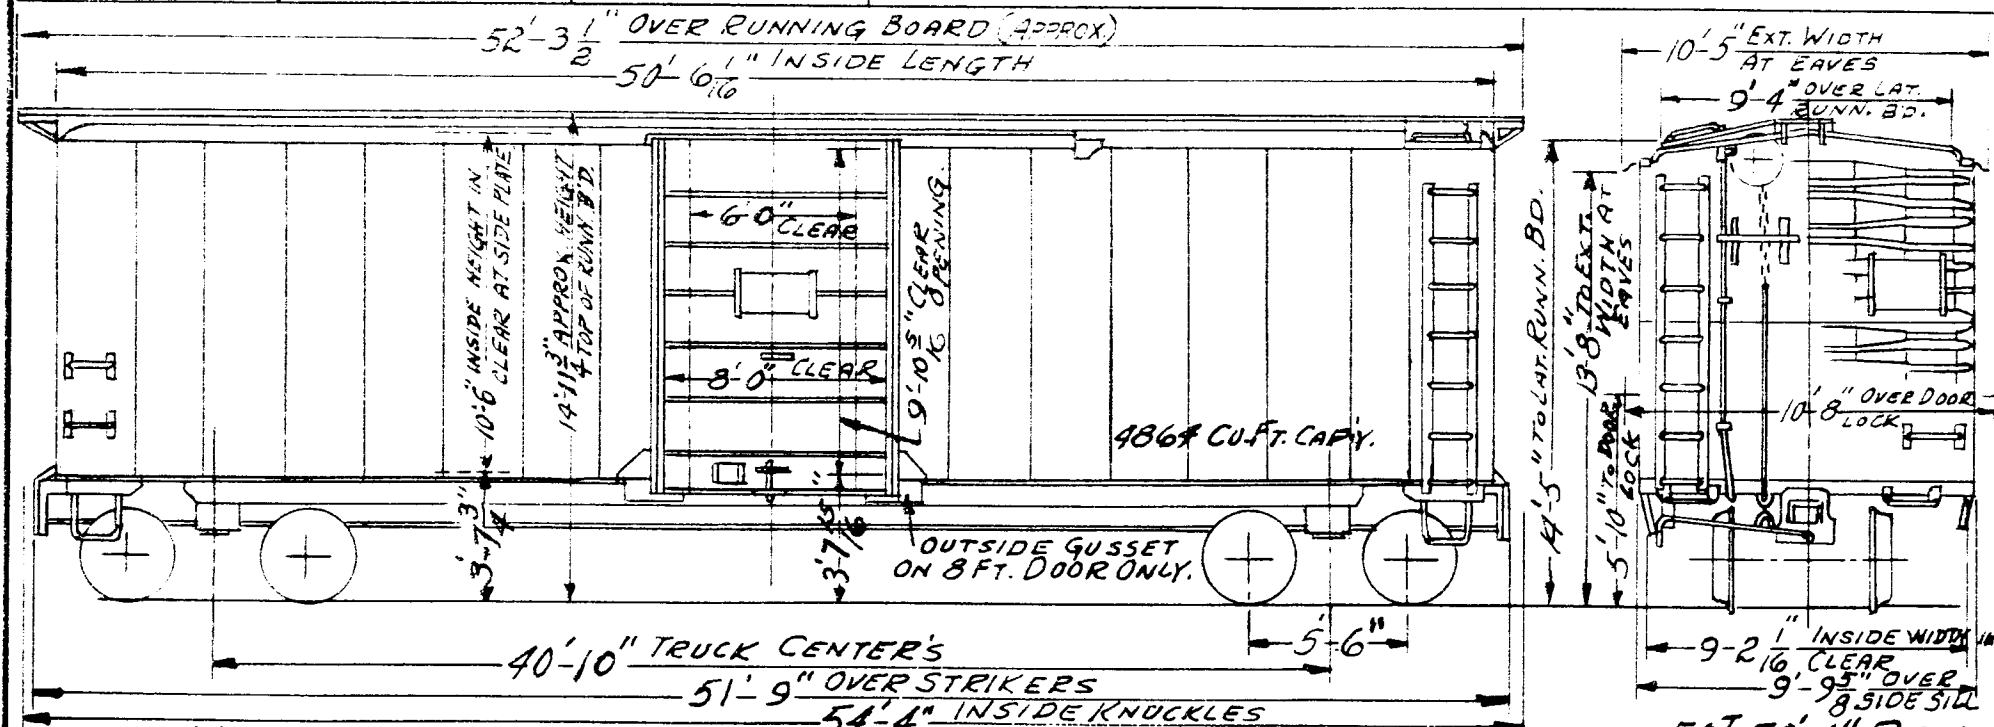 52'-3 1/2" OVER RUNNING BOARD (APPROX)
50'-6 1/16" INSIDE LENGTH
10'-5" EXT. WIDTH
AT EAVES
9'-4" OVER LAT.
RUNN. BD.
10'-6" INSIDE HEIGHT IN
CLEAR AT SIDE PLATE
14'-11 3/4" APPROX HEIGHT
TOP OF RUNN. B'D.
6'0" CLEAR
8'-0" CLEAR
9'-10 5/16" CLEAR
OPENING
4864 CU.FT. CAP'Y.
14'-5" TO LAT. RUNN. BD.
13'-8" TO EXT.
WIDTH AT
EAVES
5'-10" TO DOOR
LOCK
10'-8" OVER DOOR
LOCK
3'-7 3/4"
3'-7 15/16"
OUTSIDE GUSSET
ON 8 FT. DOOR ONLY.
5'-6"
40'-10" TRUCK CENTER'S
51'-9" OVER STRIKERS
54'-4" INSIDE KNUCKLES
9-2 1/16" INSIDE WIDTH IN
CLEAR
9'-9 5/8" OVER
SIDE SILL